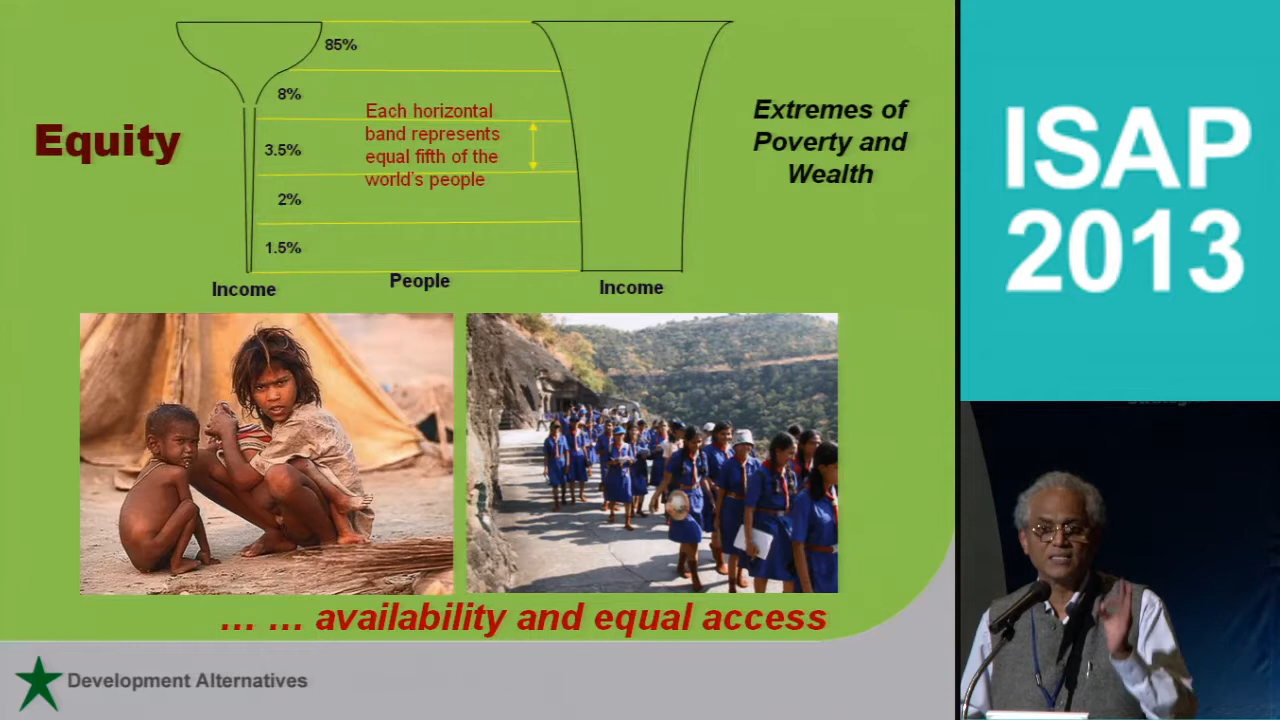 Equity
85%
8%
3.5%
2%
1.5%
Income
Each horizontal
band represents
equal fifth of the
world's people
People
Income
Extremes of
Poverty and
Wealth
... ... availability and equal access
Development Alternatives
ISAP
2013